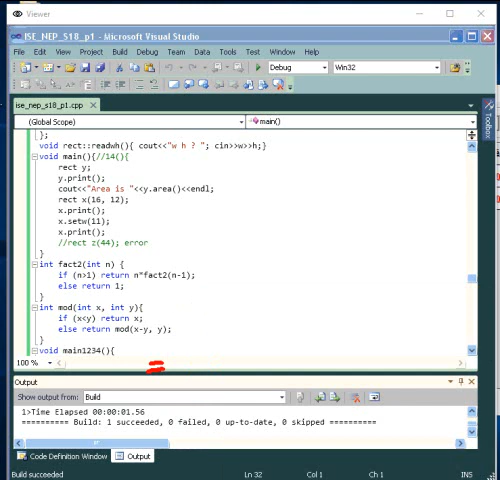 Viewer
ISE_NEP_S18_p1 - Microsoft Visual Studio
File Edit View Project Build Debug Team Data Tools Test Window Help
Debug Win32
ise_nep_s18_p1.cpp
Toolbox
(Global Scope) main()
};
void rect::readwh(){ cout<<"w h ? "; cin>>w>>h;}
void main(){//14(){
rect y;
y.print();
cout<<"Area is "<<y.area()<<endl;
rect x(16, 12);
x.print();
x.setw(11);
x.print();
//rect z(44); error
}
int fact2(int n) {
if (n>1) return n*fact2(n-1);
else return 1;
}
int mod(int x, int y){
if (x<y) return x;
else return mod(x-y, y);
}
void main1234(){
100 %
Output
Show output from: Build
1>Time Elapsed 00:00:01.56
========== Build: 1 succeeded, 0 failed, 0 up-to-date, 0 skipped ==========
Code Definition Window Output
Build succeeded Ln 32 Col 1 Ch 1 INS